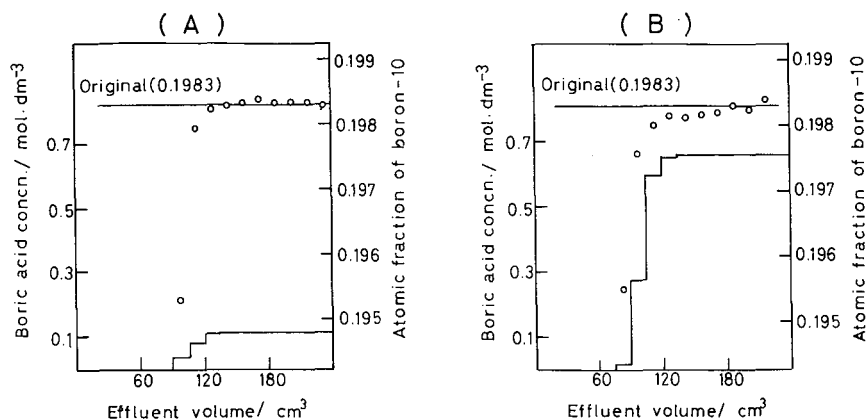 ( A )
Boric acid concn./ mol·dm-3
0.7
0.5
0.3
0.1
Original(0.1983)
0.199
0.198
0.197
0.196
0.195
Atomic fraction of boron-10
60
120
180
Effluent volume/ cm3
( B )
Boric acid concn./ mol·dm-3
0.7
0.5
0.3
0.1
Original(0.1983)
0.199
0.198
0.197
0.196
0.195
Atomic fraction of boron-10
60
120
180
Effluent volume/ cm3